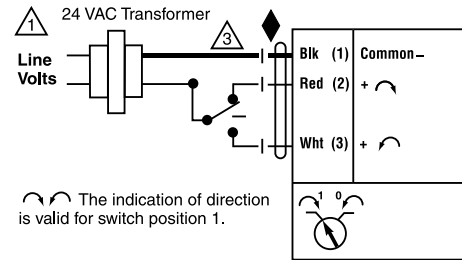 1 24 VAC Transformer
3
Line
Volts
Blk (1) Common –
Red (2) +
Wht (3) +
The indication of direction
is valid for switch position 1.
1 0